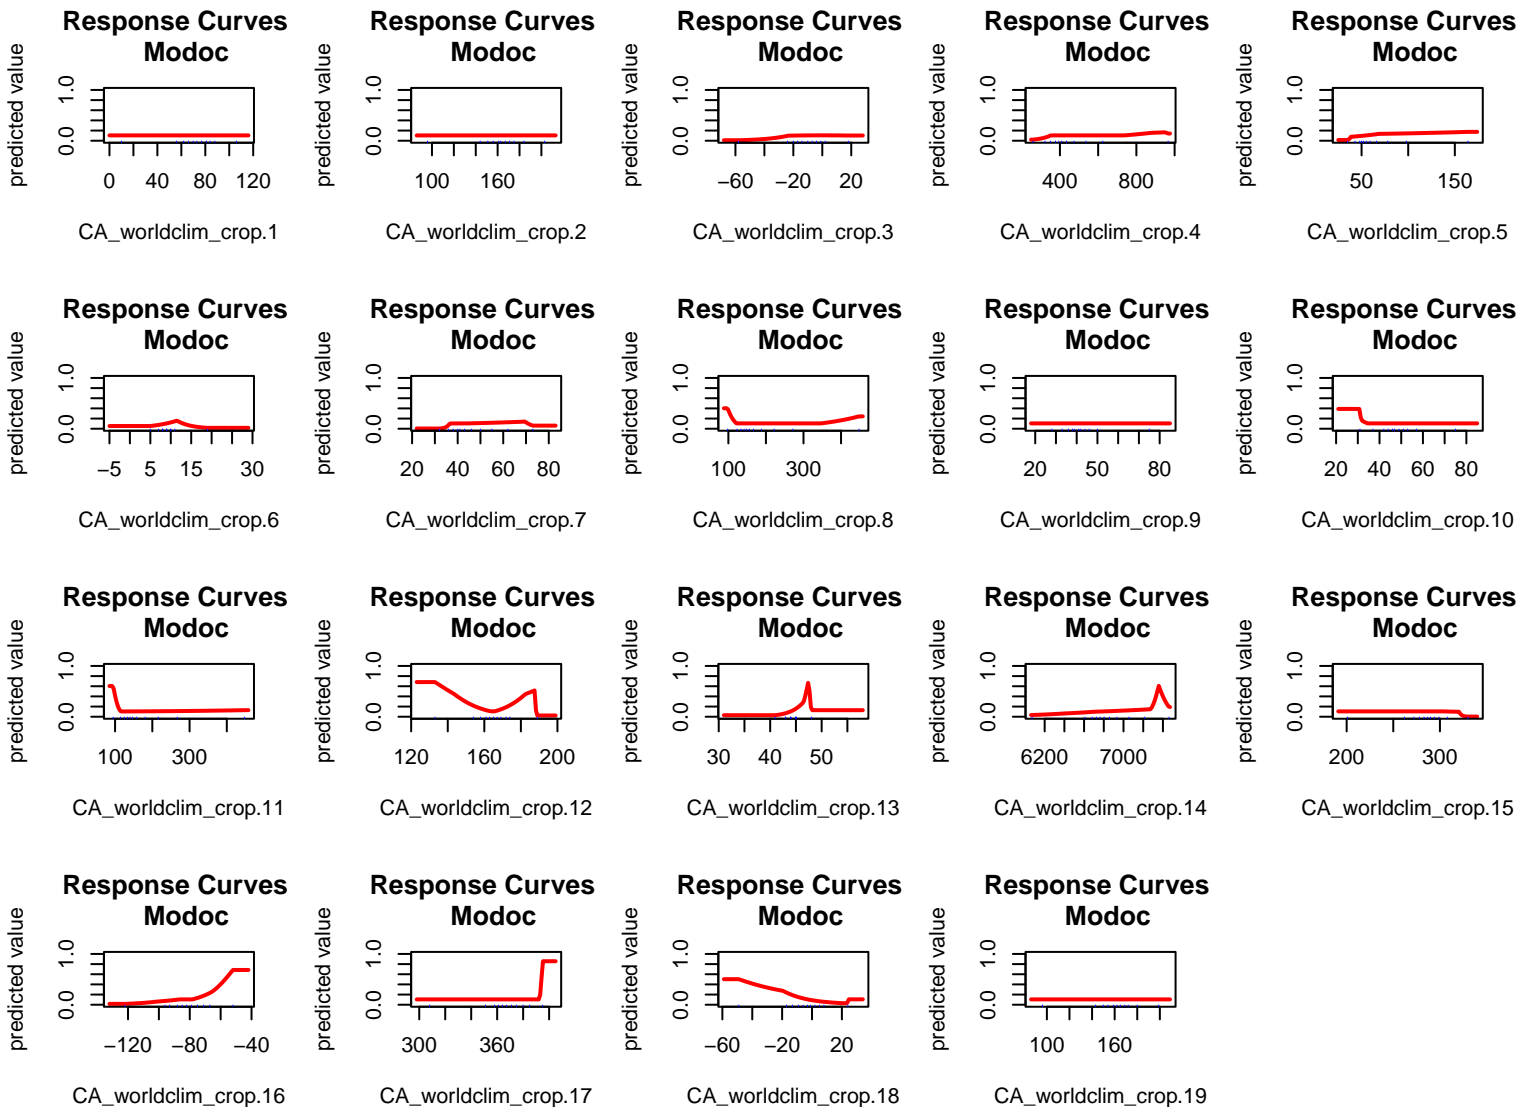 Response Curves
Modoc
predicted value
0.0 1.0
0 40 80 120
CA_worldclim_crop.1
Response Curves
Modoc
predicted value
0.0 1.0
100 160
CA_worldclim_crop.2
Response Curves
Modoc
predicted value
0.0 1.0
−60 −20 20
CA_worldclim_crop.3
Response Curves
Modoc
predicted value
0.0 1.0
400 800
CA_worldclim_crop.4
Response Curves
Modoc
predicted value
0.0 1.0
50 150
CA_worldclim_crop.5
Response Curves
Modoc
predicted value
0.0 1.0
−5 5 15 30
CA_worldclim_crop.6
Response Curves
Modoc
predicted value
0.0 1.0
20 40 60 80
CA_worldclim_crop.7
Response Curves
Modoc
predicted value
0.0 1.0
100 300
CA_worldclim_crop.8
Response Curves
Modoc
predicted value
0.0 1.0
20 50 80
CA_worldclim_crop.9
Response Curves
Modoc
predicted value
0.0 1.0
20 40 60 80
CA_worldclim_crop.10
Response Curves
Modoc
predicted value
0.0 1.0
100 300
CA_worldclim_crop.11
Response Curves
Modoc
predicted value
0.0 1.0
120 160 200
CA_worldclim_crop.12
Response Curves
Modoc
predicted value
0.0 1.0
30 40 50
CA_worldclim_crop.13
Response Curves
Modoc
predicted value
0.0 1.0
6200 7000
CA_worldclim_crop.14
Response Curves
Modoc
predicted value
0.0 1.0
200 300
CA_worldclim_crop.15
Response Curves
Modoc
predicted value
0.0 1.0
−120 −80 −40
CA_worldclim_crop.16
Response Curves
Modoc
predicted value
0.0 1.0
300 360
CA_worldclim_crop.17
Response Curves
Modoc
predicted value
0.0 1.0
−60 −20 20
CA_worldclim_crop.18
Response Curves
Modoc
predicted value
0.0 1.0
100 160
CA_worldclim_crop.19